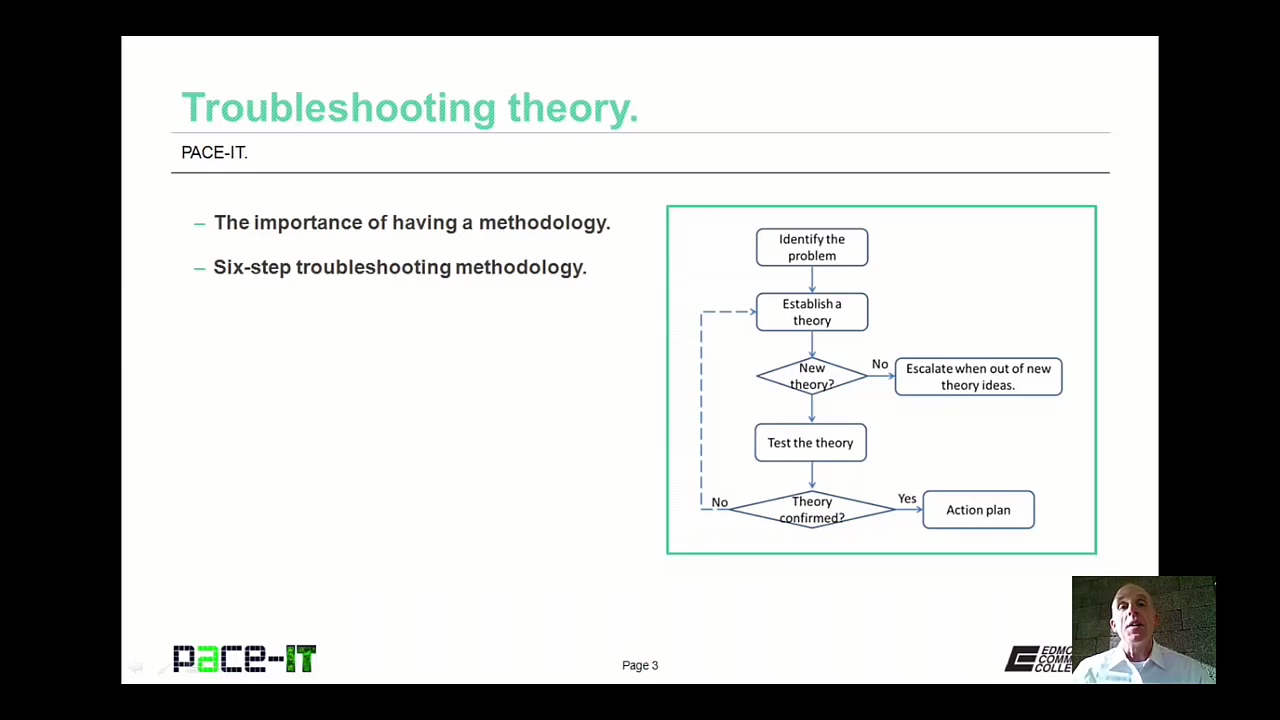 Troubleshooting theory.
PACE-IT.
– The importance of having a methodology.
– Six-step troubleshooting methodology.
Identify the
problem
Establish a
theory
New
theory?
No
Escalate when out of new
theory ideas.
Test the theory
Theory
confirmed?
No
Yes
Action plan
pace-IT
Page 3